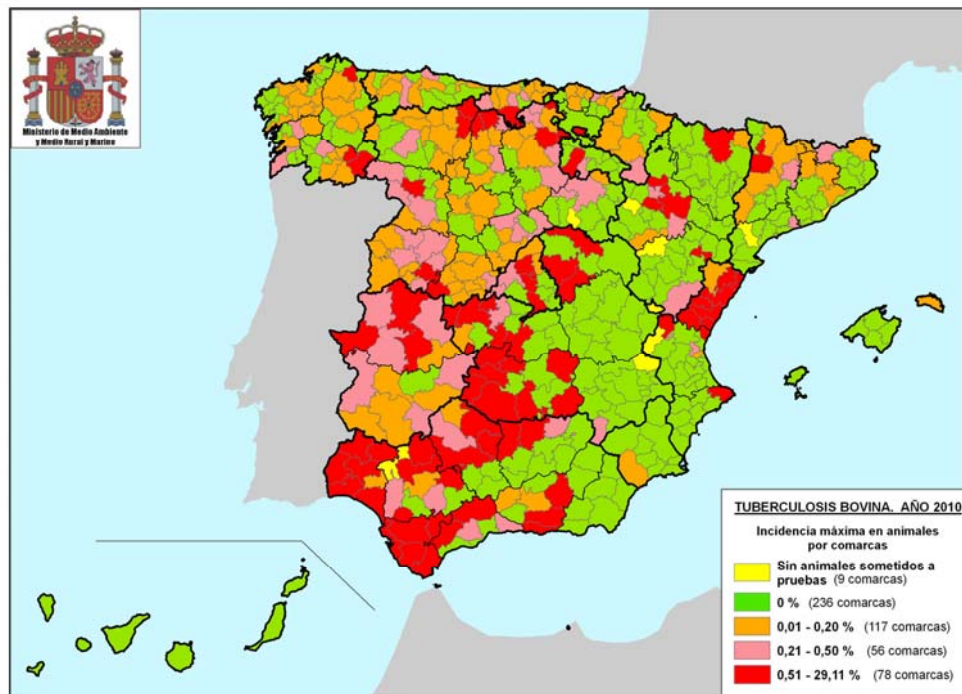 Ministerio de Medio Ambiente
y Medio Rural y Marino
TUBERCULOSIS BOVINA. AÑO 2010
Incidencia máxima en animales
por comarcas
Sin animales sometidos a
pruebas (9 comarcas)
0 % (236 comarcas)
0,01 - 0,20 % (117 comarcas)
0,21 - 0,50 % (56 comarcas)
0,51 - 29,11 % (78 comarcas)